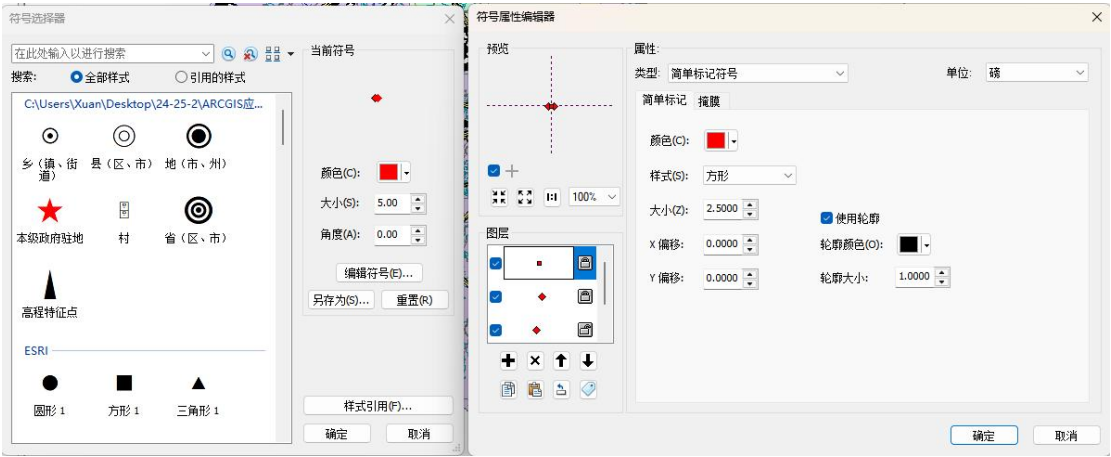 符号选择器
在此处输入以进行搜索
搜索:
全部样式
引用的样式
C:\Users\Xuan\Desktop\24-25-2\ARCGIS应...
乡（镇、街道）
县（区、市）
地（市、州）
本级政府驻地
村
省（区、市）
高程特征点
ESRI
圆形 1
方形 1
三角形 1
当前符号
颜色(C):
大小(S):
5.00
角度(A):
0.00
编辑符号(E)...
另存为(S)...
重置(R)
样式引用(F)...
确定
取消
符号属性编辑器
预览
1:1
100%
图层
属性:
类型:
简单标记符号
单位:
磅
简单标记
掩膜
颜色(C):
样式(S):
方形
大小(Z):
2.5000
使用轮廓
X 偏移:
0.0000
轮廓颜色(O):
Y 偏移:
0.0000
轮廓大小:
1.0000
确定
取消